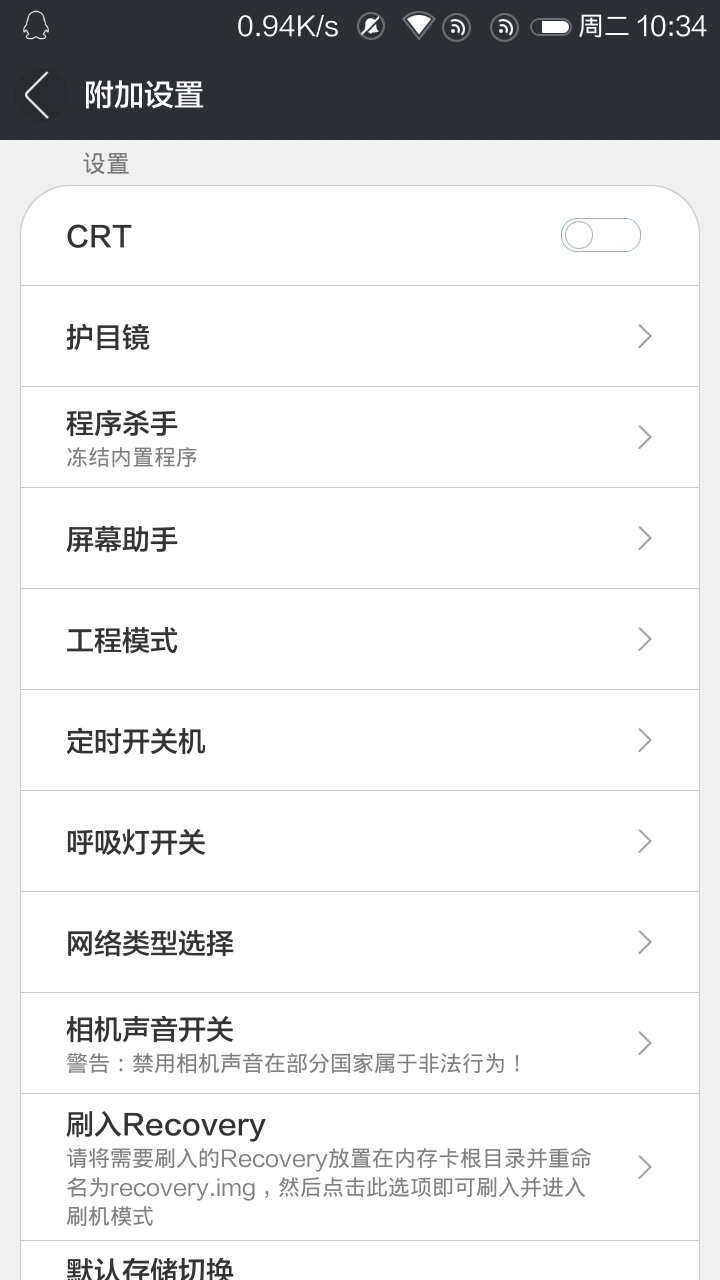 0.94K/s 周二 10:34
附加设置
设置
CRT
护目镜
程序杀手
冻结内置程序
屏幕助手
工程模式
定时开关机
呼吸灯开关
网络类型选择
相机声音开关
警告：禁用相机声音在部分国家属于非法行为！
刷入Recovery
请将需要刷入的Recovery放置在内存卡根目录并重命
名为recovery.img，然后点击此选项即可刷入并进入
刷机模式
默认存储切换